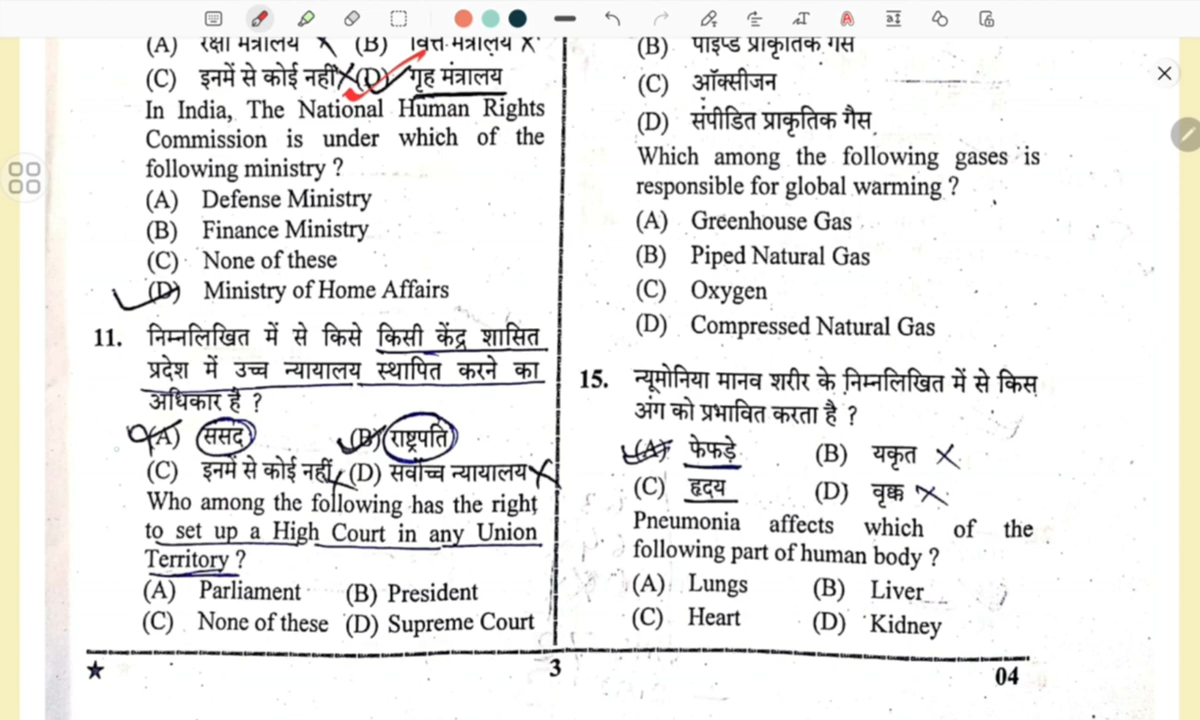 (A) रक्षा मंत्रालय (B) वित्त मंत्रालय
(C) इनमें से कोई नहीं (D) गृह मंत्रालय
In India, The National Human Rights
Commission is under which of the
following ministry ?
(A) Defense Ministry
(B) Finance Ministry
(C) None of these
(D) Ministry of Home Affairs
11. निम्नलिखित में से किसे किसी केंद्र शासित
प्रदेश में उच्च न्यायालय स्थापित करने का
अधिकार है ?
(A) संसद (B) राष्ट्रपति
(C) इनमें से कोई नहीं (D) सर्वोच्च न्यायालय
Who among the following has the right
to set up a High Court in any Union
Territory ?
(A) Parliament (B) President
(C) None of these (D) Supreme Court
(B) पाईप्ड प्राकृतिक गैस
(C) ऑक्सीजन
(D) संपीडित प्राकृतिक गैस
Which among the following gases is
responsible for global warming ?
(A) Greenhouse Gas
(B) Piped Natural Gas
(C) Oxygen
(D) Compressed Natural Gas
15. न्यूमोनिया मानव शरीर के निम्नलिखित में से किस
अंग को प्रभावित करता है ?
(A) फेफड़े (B) यकृत
(C) हृदय (D) वृक्क
Pneumonia affects which of the
following part of human body ?
(A) Lungs (B) Liver
(C) Heart (D) Kidney
★ 3 04